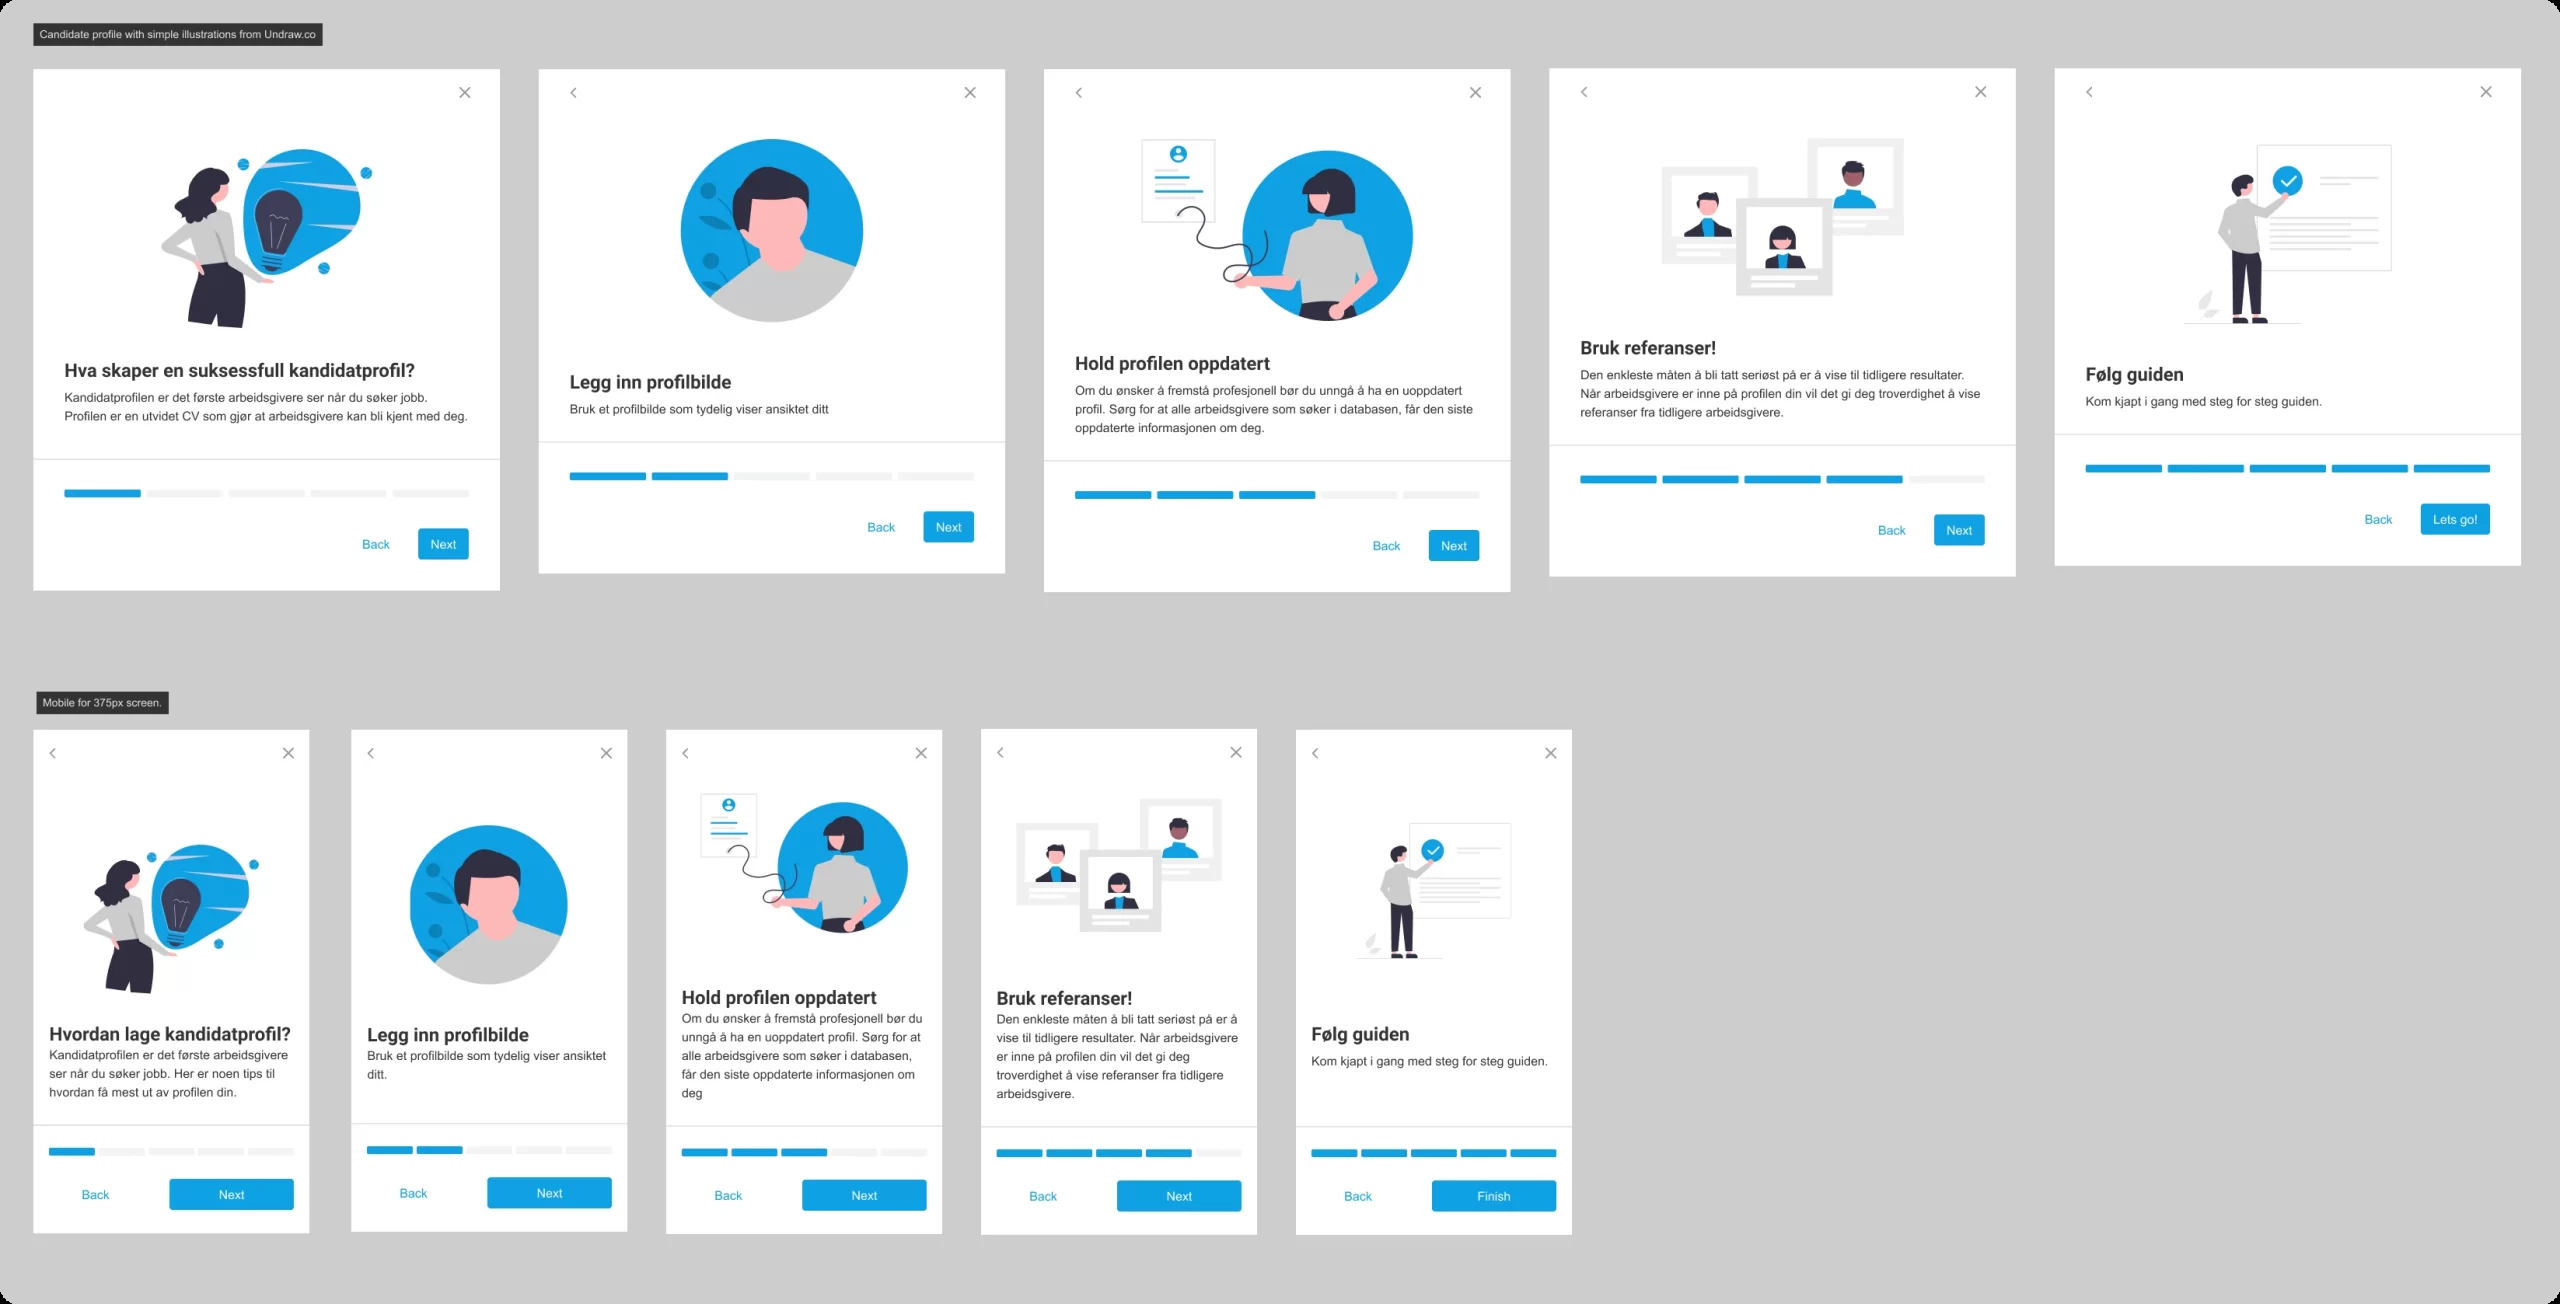 Candidate profile with simple illustrations from Undraw.co
Hva skaper en suksessfull kandidatprofil?
Kandidatprofilen er det første arbeidsgivere ser når du søker jobb.
Profilen er en utvidet CV som gjør at arbeidsgivere kan bli kjent med deg.
Back
Next
Legg inn profilbilde
Bruk et profilbilde som tydelig viser ansiktet ditt
Back
Next
Hold profilen oppdatert
Om du ønsker å fremstå profesjonell bør du unngå å ha en uoppdatert
profil. Sørg for at alle arbeidsgivere som søker i databasen, får den siste
oppdaterte informasjonen om deg.
Back
Next
Bruk referanser!
Den enkleste måten å bli tatt seriøst på er å vise til tidligere resultater.
Når arbeidsgivere er inne på profilen din vil det gi deg troverdighet å vise
referanser fra tidligere arbeidsgivere.
Back
Next
Følg guiden
Kom kjapt i gang med steg for steg guiden.
Back
Lets go!
Mobile for 375px screen.
Hvordan lage kandidatprofil?
Kandidatprofilen er det første arbeidsgivere
ser når du søker jobb. Her er noen tips til
hvordan få mest ut av profilen din.
Back
Next
Legg inn profilbilde
Bruk et profilbilde som tydelig viser ansiktet
ditt.
Back
Next
Hold profilen oppdatert
Om du ønsker å fremstå profesjonell bør du
unngå å ha en uoppdatert profil. Sørg for at
alle arbeidsgivere som søker i databasen,
får den siste oppdaterte informasjonen om
deg
Back
Next
Bruk referanser!
Den enkleste måten å bli tatt seriøst på er å
vise til tidligere resultater. Når arbeidsgivere
er inne på profilen din vil det gi deg
troverdighet å vise referanser fra tidligere
arbeidsgivere.
Back
Next
Følg guiden
Kom kjapt i gang med steg for steg guiden.
Back
Finish